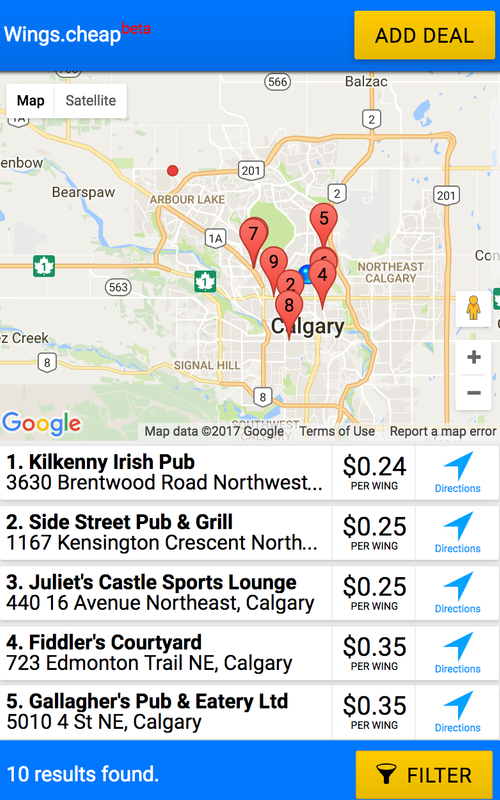 Wings.cheap beta
ADD DEAL
Map Satellite
566
Balzac
2
1A
enbow
201
2
201
Bearspaw
ARBOUR LAKE
5
7
1A
1
9
6
4
NORTHEAST
CALGARY
Con
1
563
2
8
Calgary
ez Creek
8
SIGNAL HILL
+
−
8
SOUTHWEST
Google
Map data ©2017 Google Terms of Use Report a map error
1. Kilkenny Irish Pub
3630 Brentwood Road Northwest...
$0.24
PER WING
Directions
2. Side Street Pub & Grill
1167 Kensington Crescent North...
$0.25
PER WING
Directions
3. Juliet's Castle Sports Lounge
440 16 Avenue Northeast, Calgary
$0.25
PER WING
Directions
4. Fiddler's Courtyard
723 Edmonton Trail NE, Calgary
$0.35
PER WING
Directions
5. Gallagher's Pub & Eatery Ltd
5010 4 St NE, Calgary
$0.35
PER WING
Directions
10 results found.
FILTER